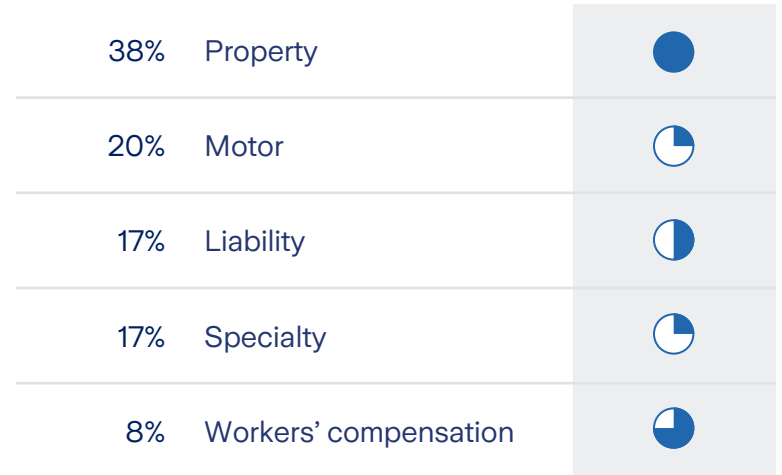 38% Property
20% Motor
17% Liability
17% Specialty
8% Workers’ compensation